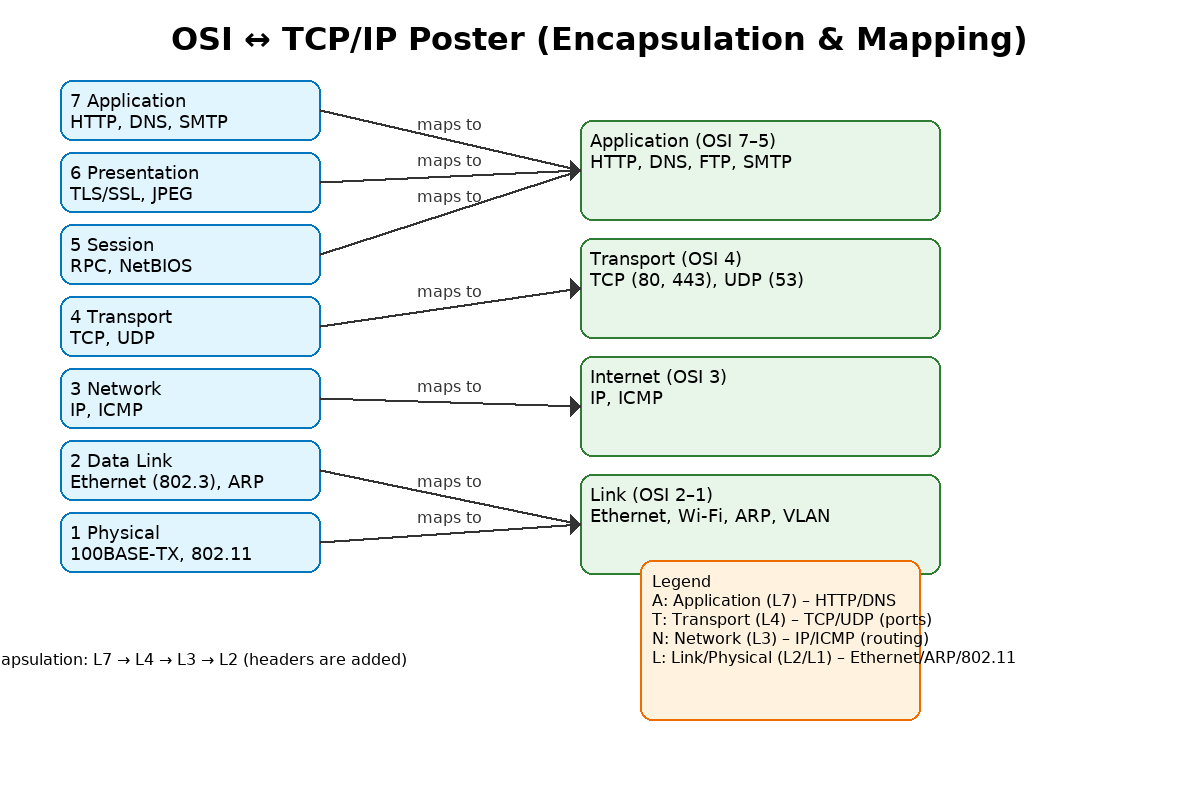 OSI ↔ TCP/IP Poster (Encapsulation & Mapping)
7 Application
HTTP, DNS, SMTP
6 Presentation
TLS/SSL, JPEG
5 Session
RPC, NetBIOS
4 Transport
TCP, UDP
3 Network
IP, ICMP
2 Data Link
Ethernet (802.3), ARP
1 Physical
100BASE-TX, 802.11
maps to
maps to
maps to
maps to
maps to
maps to
maps to
Application (OSI 7–5)
HTTP, DNS, FTP, SMTP
Transport (OSI 4)
TCP (80, 443), UDP (53)
Internet (OSI 3)
IP, ICMP
Link (OSI 2–1)
Ethernet, Wi-Fi, ARP, VLAN
Legend
A: Application (L7) – HTTP/DNS
T: Transport (L4) – TCP/UDP (ports)
N: Network (L3) – IP/ICMP (routing)
L: Link/Physical (L2/L1) – Ethernet/ARP/802.11
apsulation: L7 → L4 → L3 → L2 (headers are added)